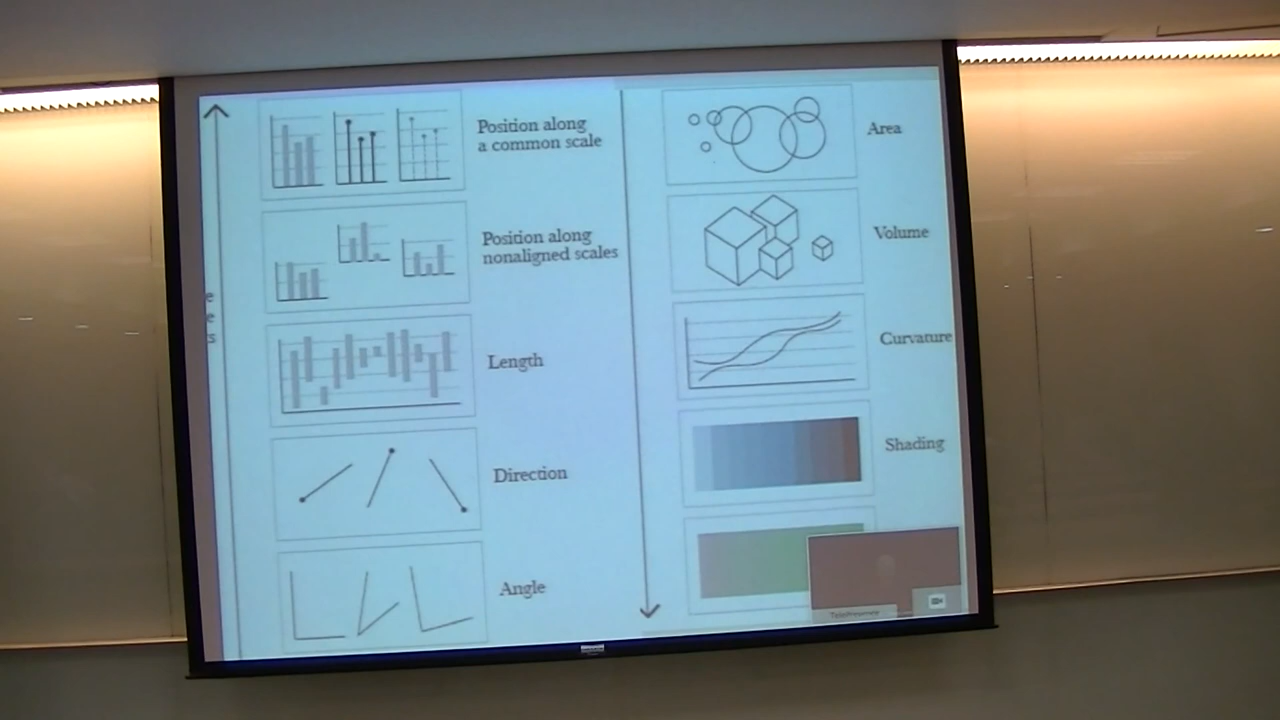 Position along
a common scale
Position along
nonaligned scales
e
e
s
Length
Direction
Angle
Area
Volume
Curvature
Shading